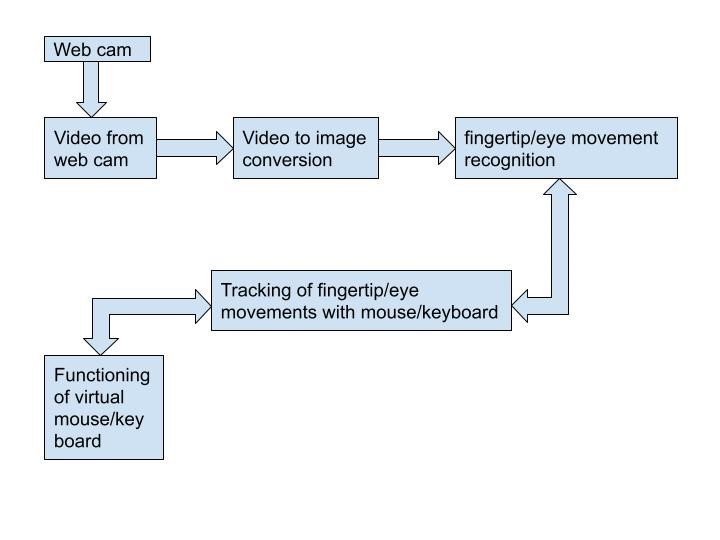 Web cam
Video from
web cam
Video to image
conversion
fingertip/eye movement
recognition
Tracking of fingertip/eye
movements with mouse/keyboard
Functioning
of virtual
mouse/key
board